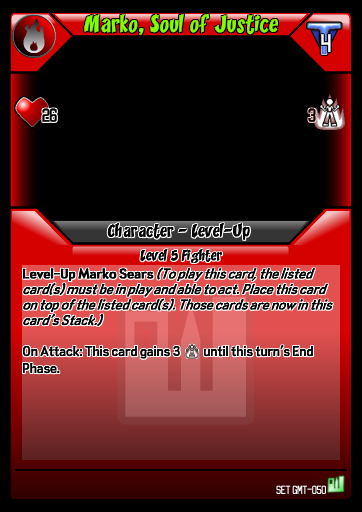 Marko, Soul of Justice
4
26
3
Character - Level-Up
Level 5 Fighter
Level-Up Marko Sears (To play this card, the listed
card(s) must be in play and able to act. Place this card
on top of the listed card(s). Those cards are now in this
card's Stack.)
On Attack: This card gains 3 until this turn's End
Phase.
SET GMT-050